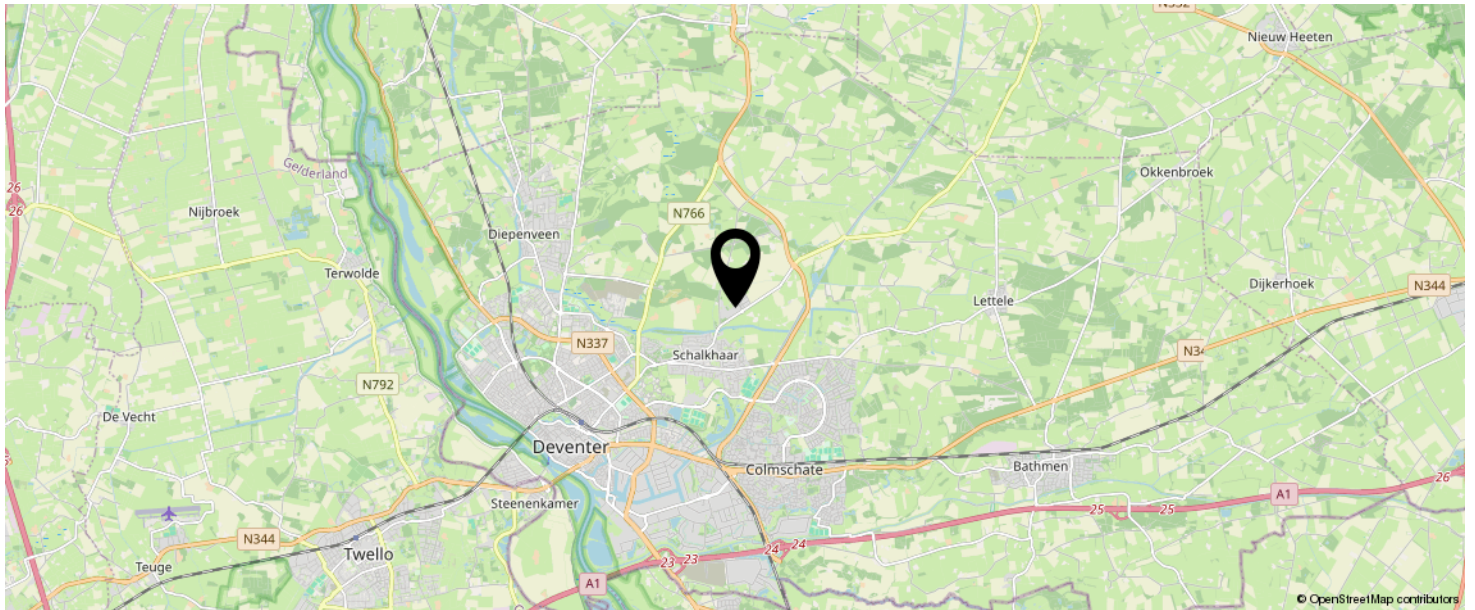 N332
Nieuw Heeten
Gelderland
Okkenbroek
26
26
Nijbroek
N766
Diepenveen
Terwolde
Dijkerhoek
N344
Lettele
N337
Schalkhaar
N34
N792
De Vecht
Deventer
Colmschate
Bathmen
26
A1
Steenenkamer
25
25
N344
24
24
Twello
23
23
Teuge
A1
© OpenStreetMap contributors